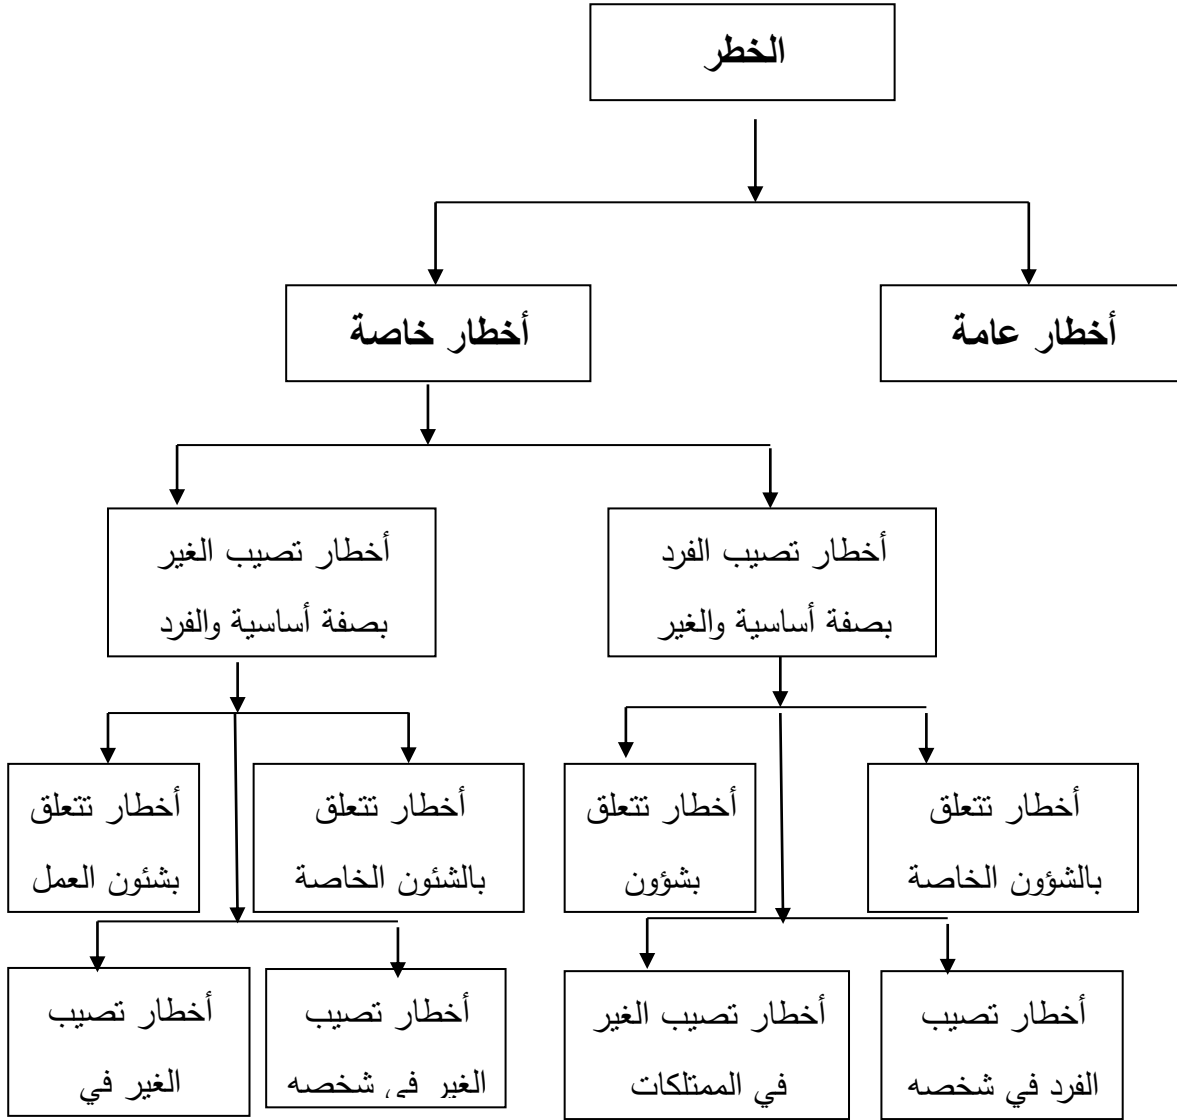 الخطر
أخطار عامة
أخطار خاصة
أخطار تصيب الفرد
بصفة أساسية والغير
أخطار تصيب الغير
بصفة أساسية والفرد
أخطار تتعلق
بالشؤون الخاصة
أخطار تتعلق
بشؤون
أخطار تتعلق
بالشئون الخاصة
أخطار تتعلق
بشئون العمل
أخطار تصيب
الفرد في شخصه
أخطار تصيب الغير
في الممتلكات
أخطار تصيب
الغير في شخصه
أخطار تصيب
الغير في